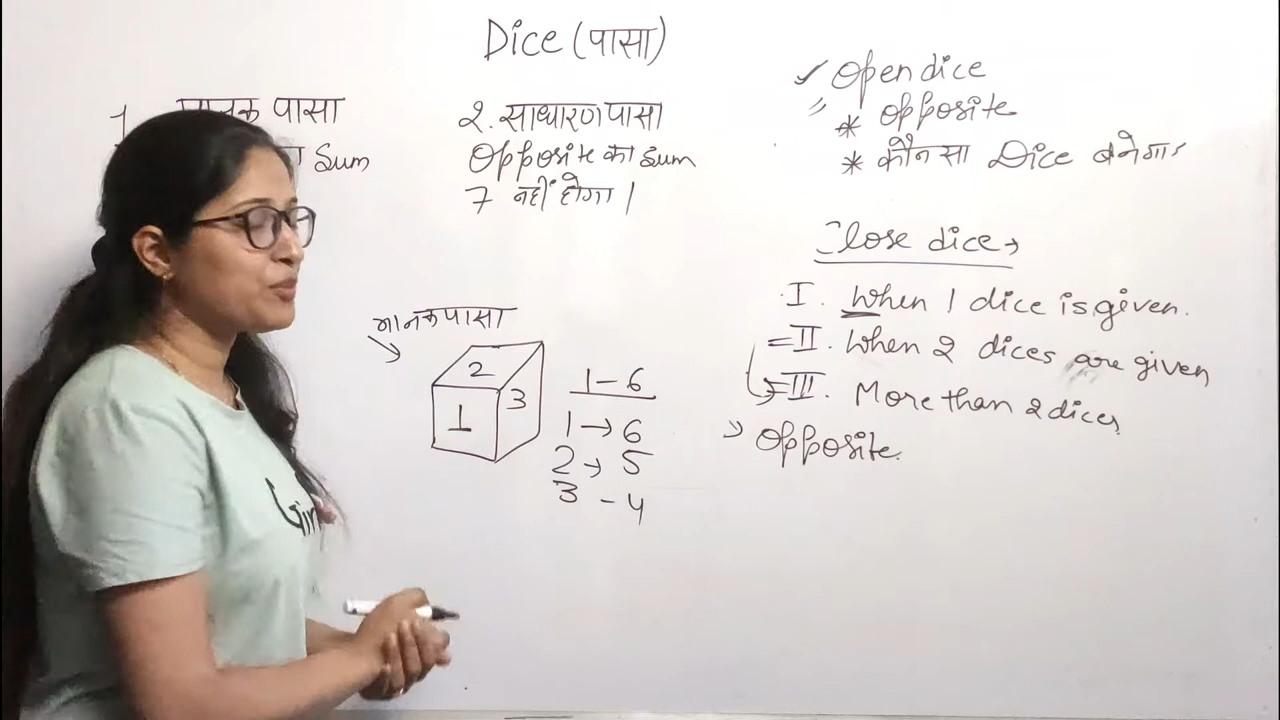 Dice (पासा)
1. मानक पासा
Sum
2. साधारण पासा
Opposite का Sum
7 नहीं होगा।
मानक पासा
2
1
3
1-6
1→6
2→5
3-4
✓ Open dice
* Opposite
* कौन सा Dice बनेगा
Close dice→
I. When 1 dice is given.
=II. When 2 dices are given
=III. More than 2 dices
Opposite.